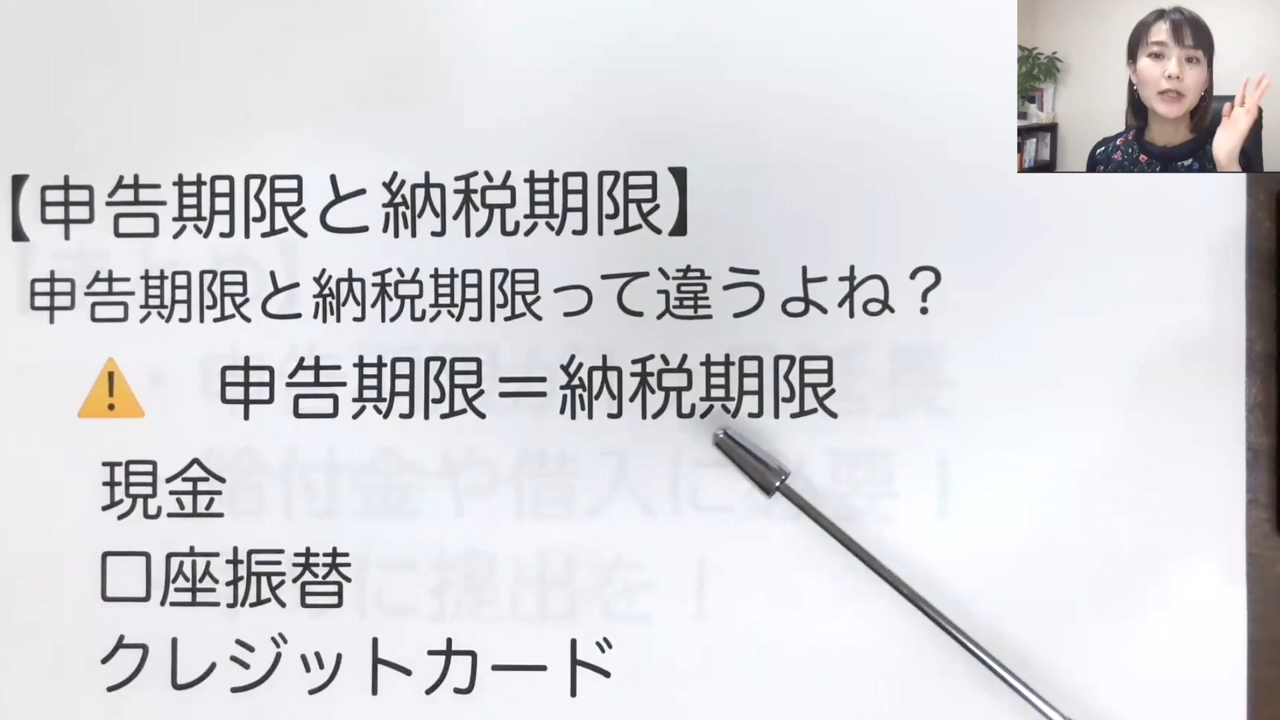 【申告期限と納税期限】
申告期限と納税期限って違うよね？
申告期限＝納税期限
現金
口座振替
クレジットカード